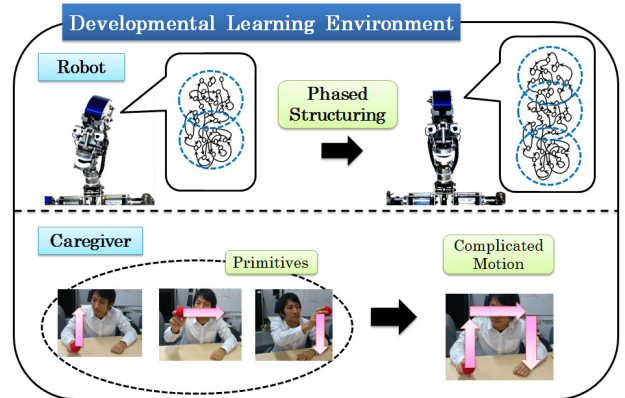 Developmental Learning Environment
Robot
Phased
Structuring
Caregiver
Primitives
Complicated
Motion